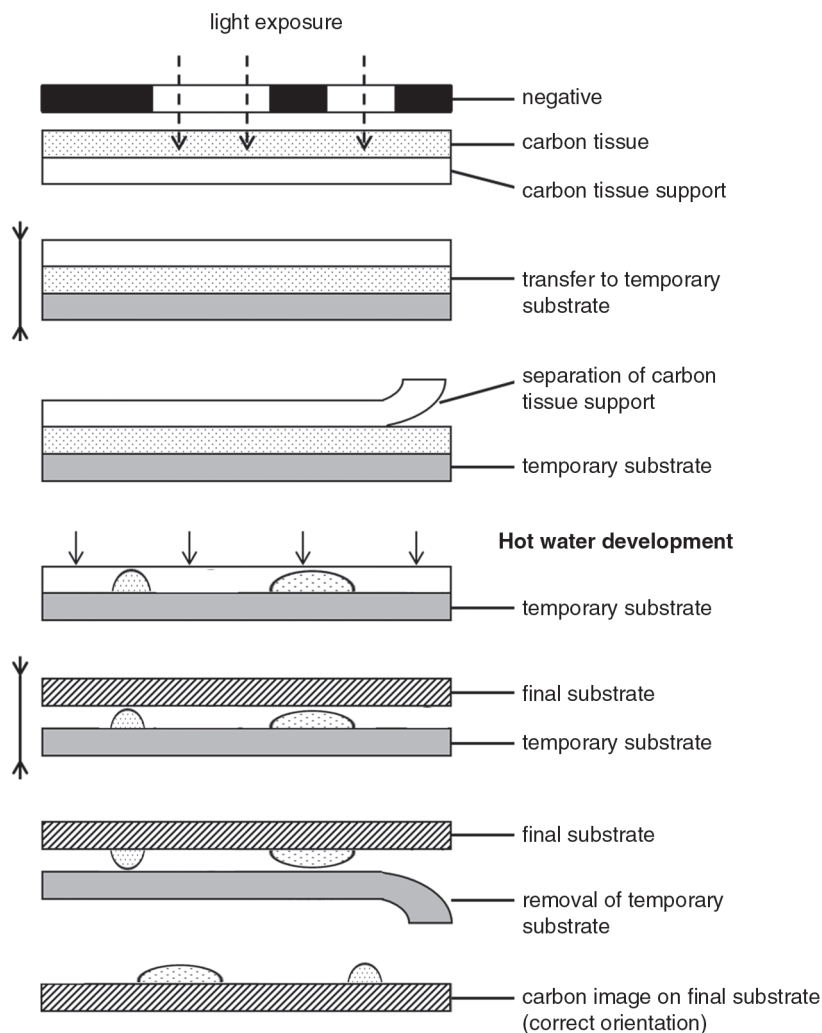 light exposure
negative
carbon tissue
carbon tissue support
transfer to temporary
substrate
separation of carbon
tissue support
temporary substrate
Hot water development
temporary substrate
final substrate
temporary substrate
final substrate
removal of temporary
substrate
carbon image on final substrate
(correct orientation)